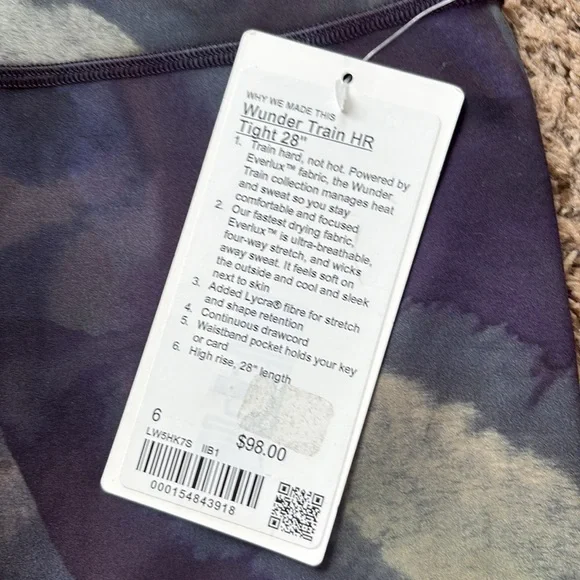 WHY WE MADE THIS
Wunder Train HR
Tight 28"
1. Train hard, not hot. Powered by
Everlux™ fabric, the Wunder
Train collection manages heat
and sweat so you stay
comfortable and focused
2. Our fastest drying fabric,
Everlux™ is ultra-breathable,
four-way stretch, and wicks
away sweat. It feels soft on
the outside and cool and sleek
next to skin
3. Added Lycra® fibre for stretch
and shape retention
4. Continuous drawcord
5. Waistband pocket holds your key
or card
6. High rise, 28" length
6
$98.00
LW5HK7S IIB1
000154843918